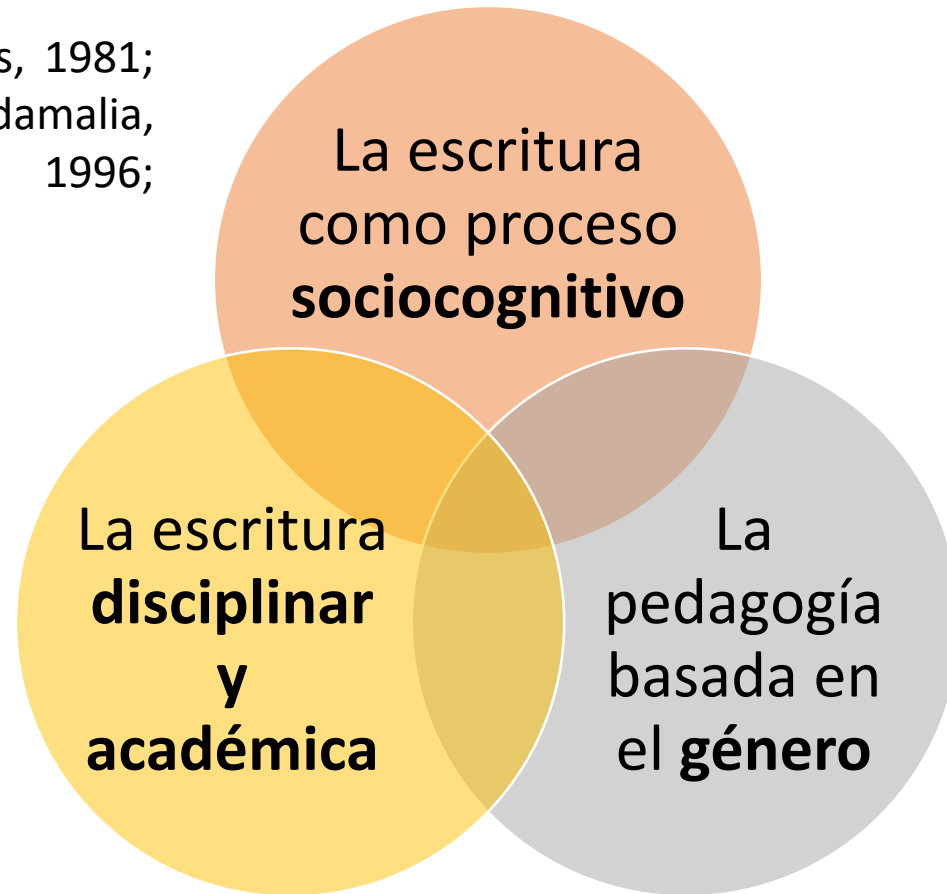 s, 1981;
damalia,
1996;
La escritura
como proceso
sociocognitivo
La escritura
disciplinar
y
académica
La
pedagogía
basada en
el género